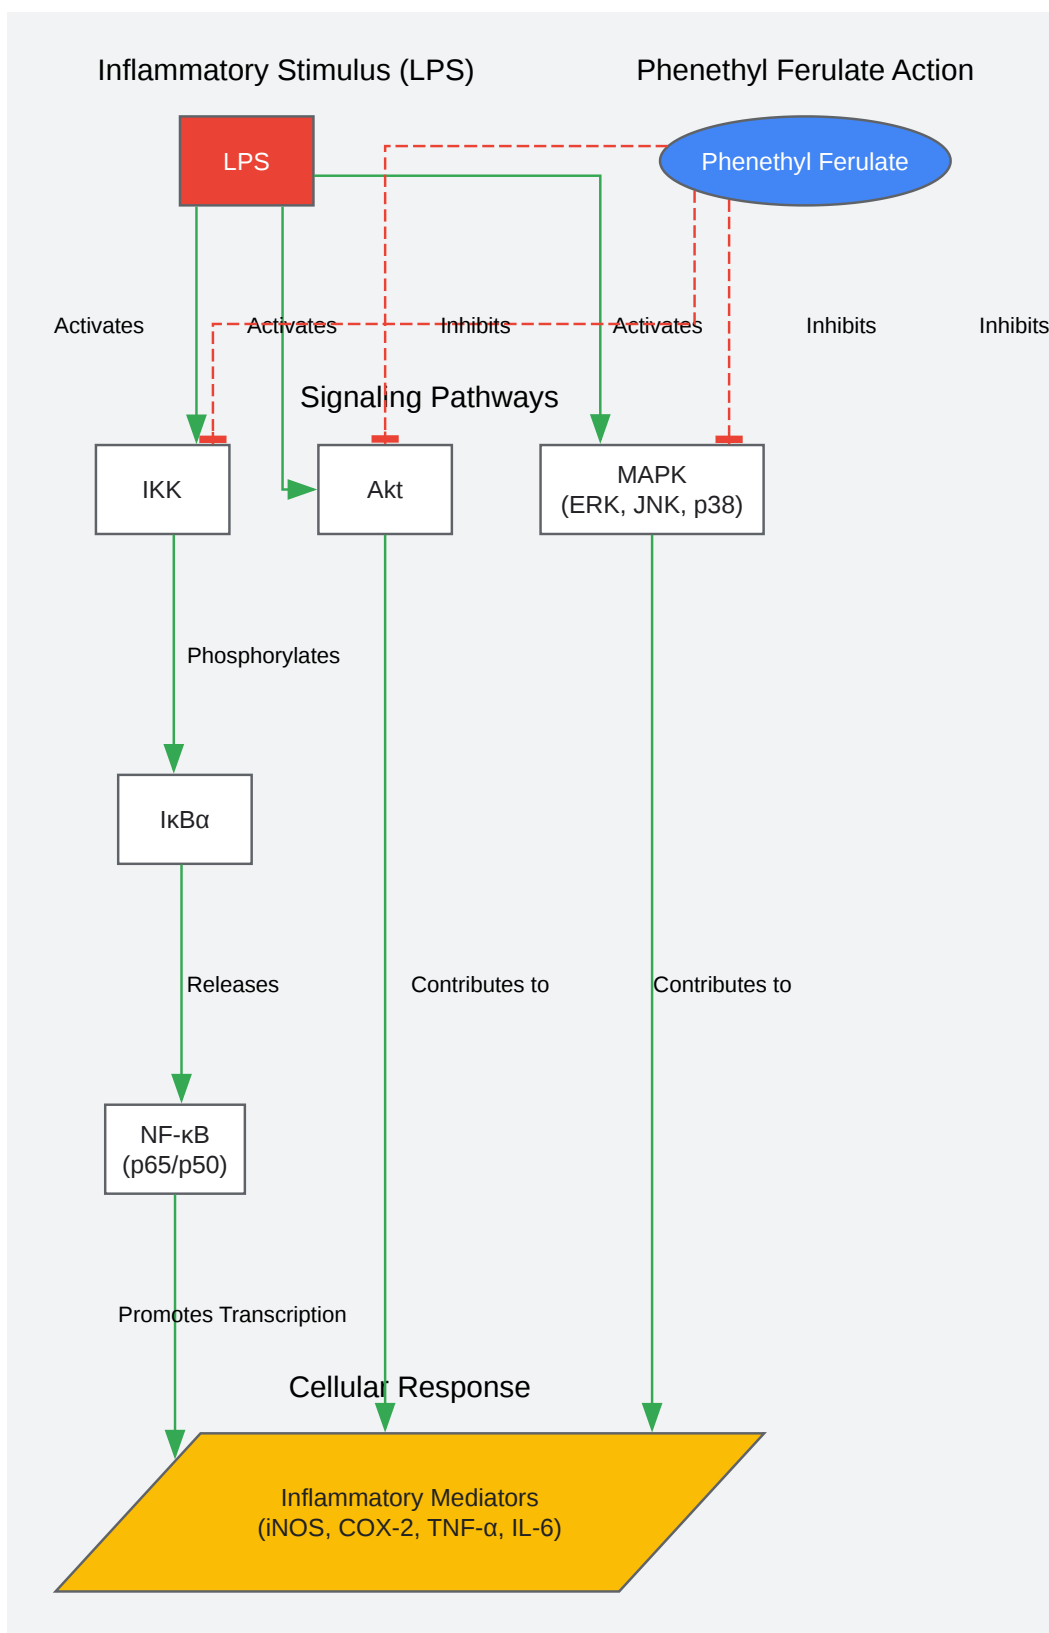 Inflammatory Stimulus (LPS)
Phenethyl Ferulate Action
LPS
Phenethyl Ferulate
Activates
Activates
Inhibits
Activates
Inhibits
Inhibits
Signaling Pathways
IKK
Akt
MAPK
(ERK, JNK, p38)
Phosphorylates
IκBα
Releases
Contributes to
Contributes to
NF-κB
(p65/p50)
Promotes Transcription
Cellular Response
Inflammatory Mediators
(iNOS, COX-2, TNF-α, IL-6)